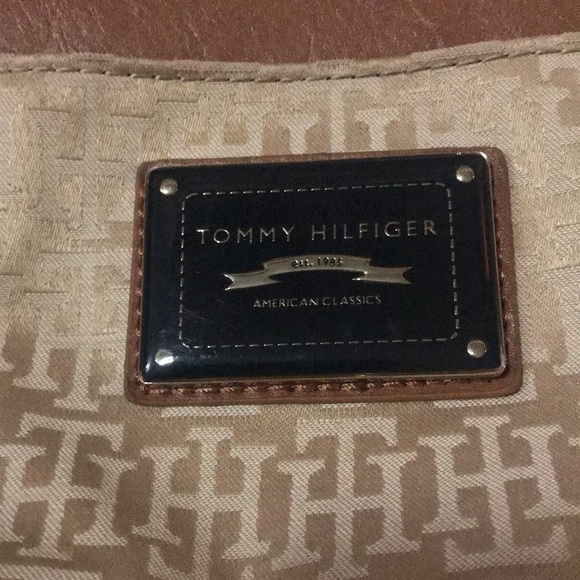 TOMMY HILFIGER
est. 1985
AMERICAN CLASSICS